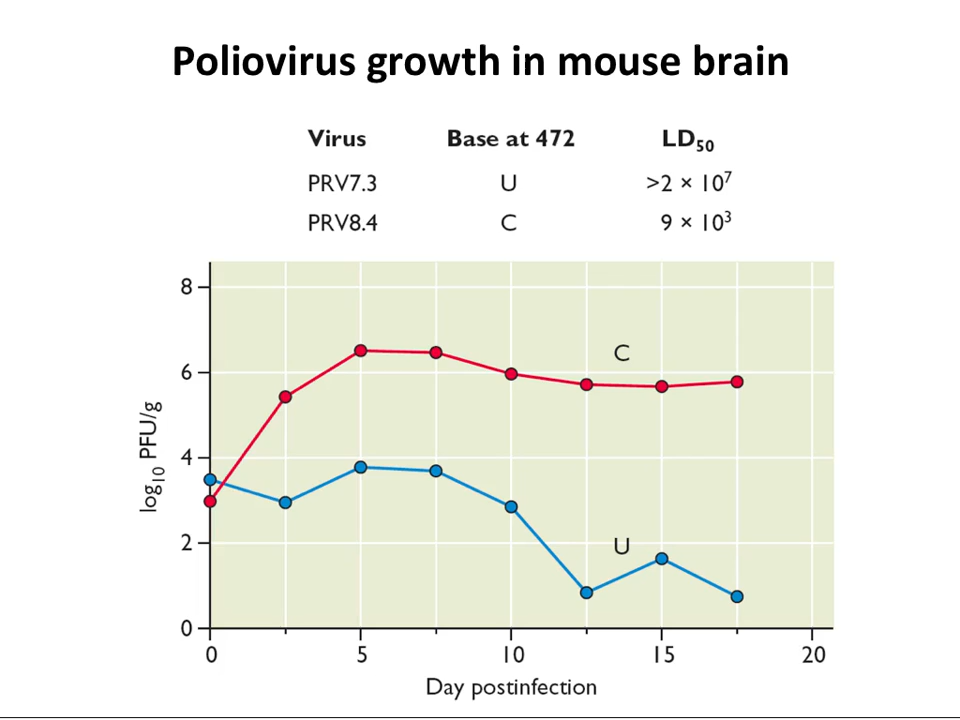 Poliovirus growth in mouse brain
Virus Base at 472 LD50
PRV7.3 U >2 × 10⁷
PRV8.4 C 9 × 10³
8
6
4
2
0
log10 PFU/g
C
U
0 5 10 15 20
Day postinfection